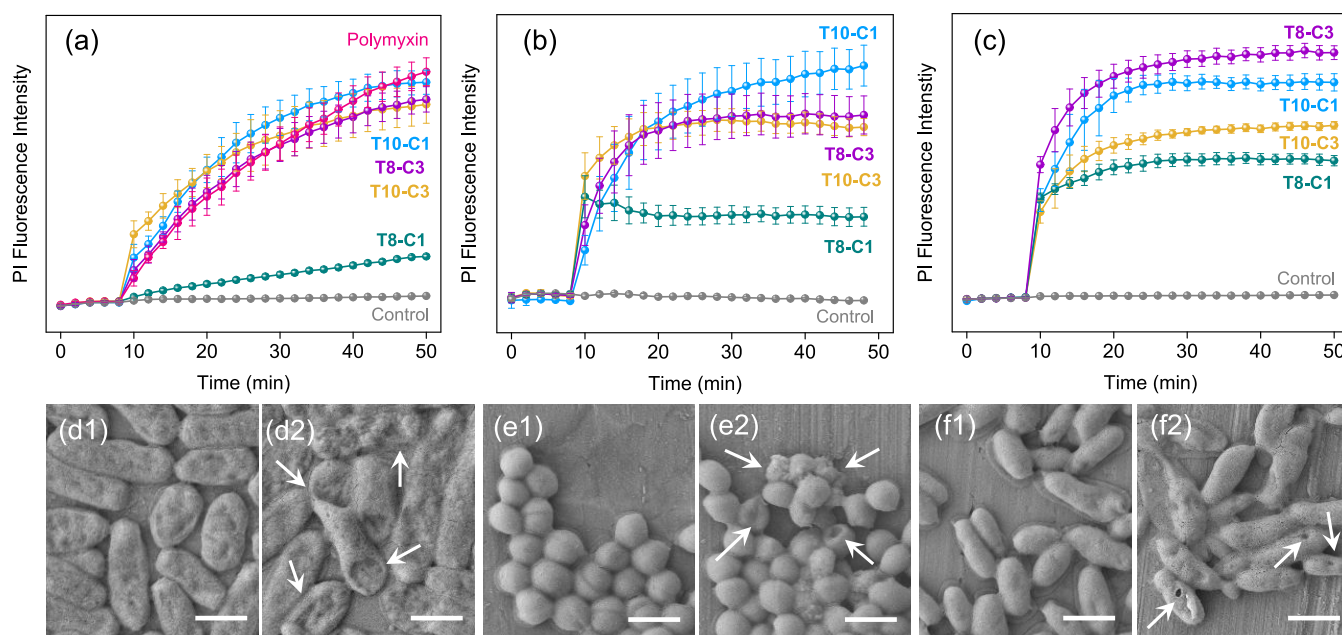 (a)
Polymyxin
T10-C1
T8-C3
T10-C3
T8-C1
Control
PI Fluorescence Intensity
0 10 20 30 40 50
Time (min)
(b)
T10-C1
T8-C3
T10-C3
T8-C1
Control
PI Fluorescence Intensity
0 10 20 30 40 50
Time (min)
(c)
T8-C3
T10-C1
T10-C3
T8-C1
Control
PI Fluorescence Intensity
0 10 20 30 40 50
Time (min)
(d1)
(d2)
(e1)
(e2)
(f1)
(f2)